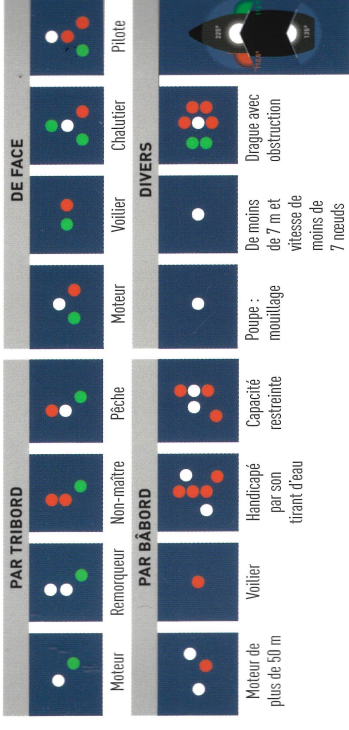 PAR TRIBORD
Moteur
Remorqueur
Non-maître
Pêche
DE FACE
Moteur
Voilier
Chalutier
Pilote
PAR BÂBORD
Moteur de
plus de 50 m
Voilier
Handicapé
par son
tirant d'eau
Capacité
restreinte
DIVERS
Poupe :
mouillage
De moins
de 7 m et
vitesse de
moins de
7 nœuds
Drague avec
obstruction
225°
135°